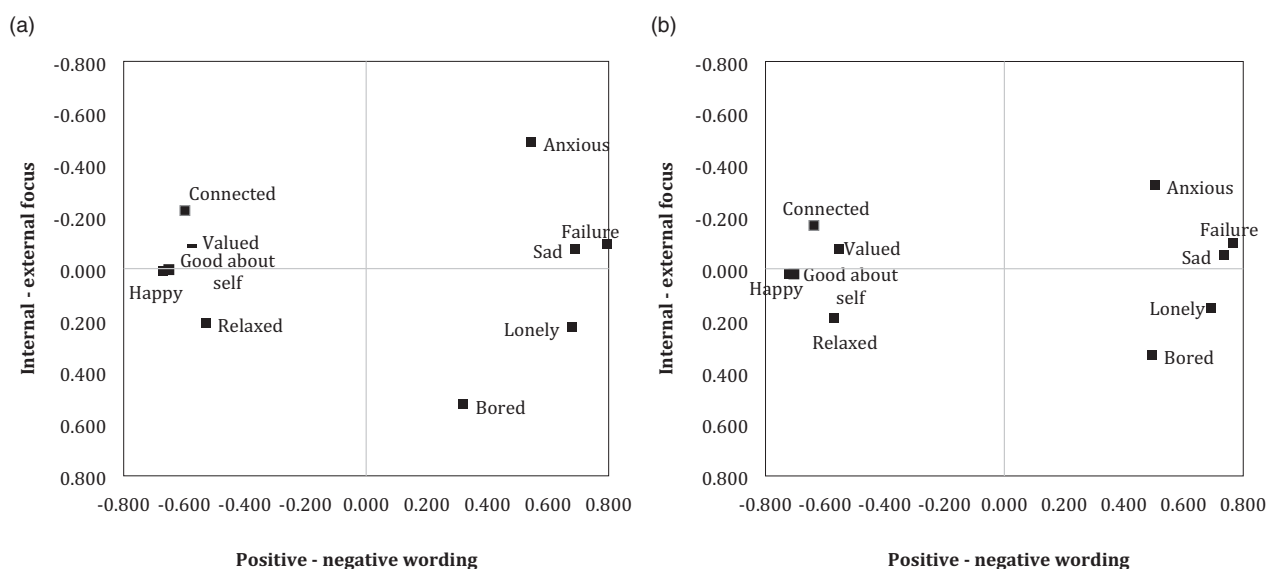 (a)
-0.800
-0.600
-0.400
-0.200
0.000
0.200
0.400
0.600
0.800
Internal - external focus
Anxious
Connected
Valued
Failure
Sad
Good about
self
Happy
Relaxed
Lonely
Bored
-0.800 -0.600 -0.400 -0.200 0.000 0.200 0.400 0.600 0.800
Positive - negative wording
(b)
-0.800
-0.600
-0.400
-0.200
0.000
0.200
0.400
0.600
0.800
Internal - external focus
Anxious
Connected
Failure
Valued
Sad
Happy
Good about
self
Lonely
Relaxed
Bored
-0.800 -0.600 -0.400 -0.200 0.000 0.200 0.400 0.600 0.800
Positive - negative wording